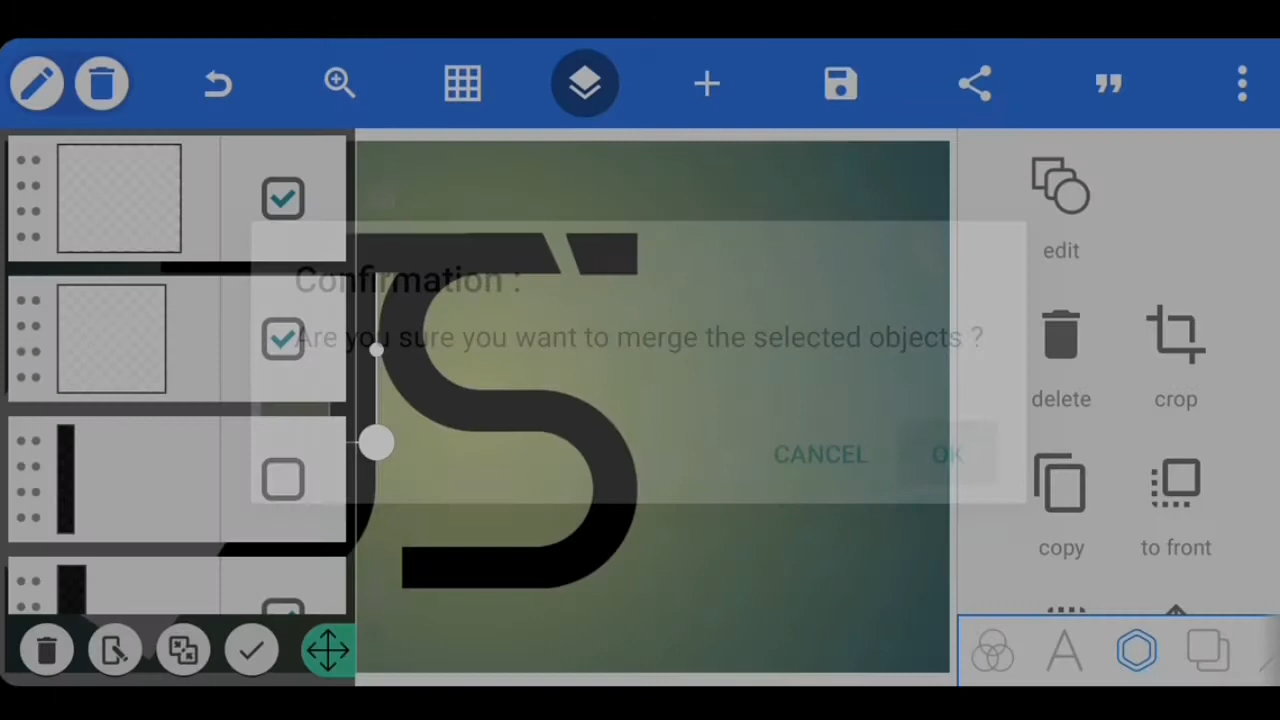 Confirmation :
Are you sure you want to merge the selected objects ?
CANCEL
OK
edit
delete
crop
copy
to front
S
A